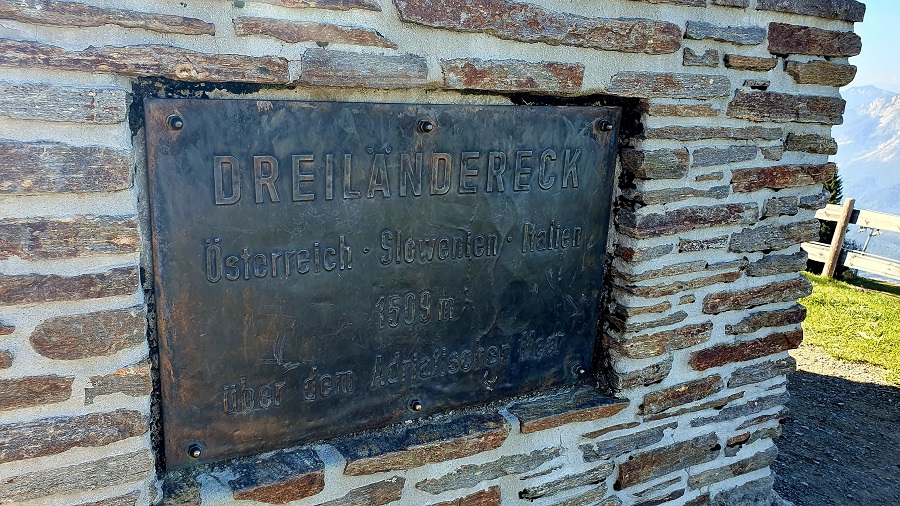 DREILÄNDERECK
Österreich · Slowenien · Italien
1509 m
über dem Adriatischen Meer